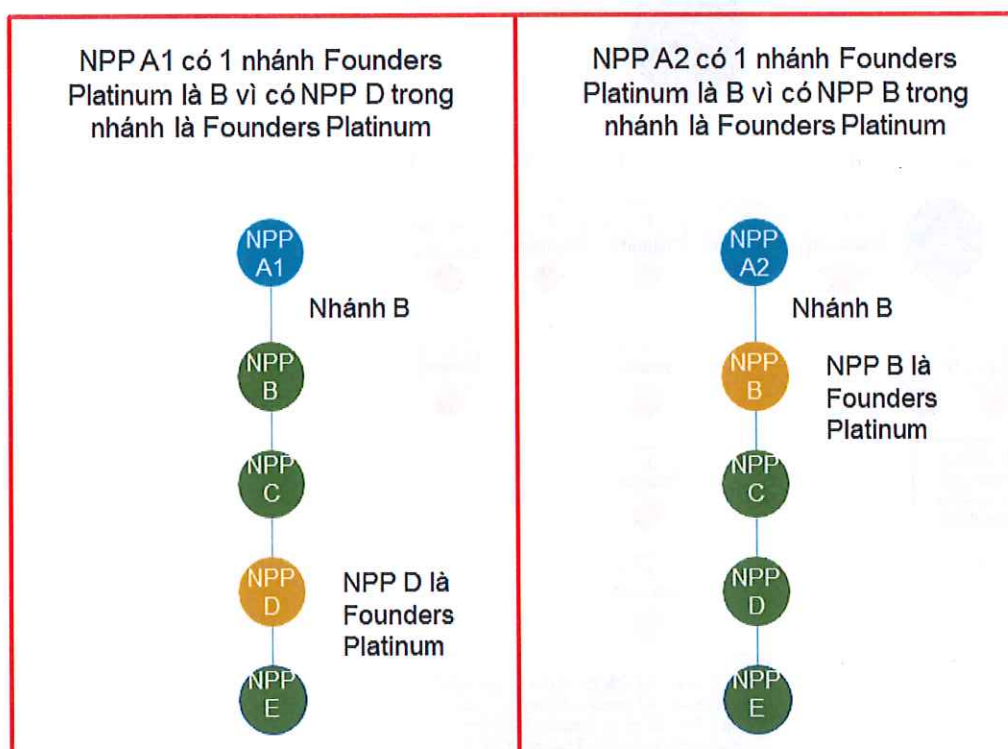 NPP A1 có 1 nhánh Founders
Platinum là B vì có NPP D trong
nhánh là Founders Platinum
NPP
A1
Nhánh B
NPP
B
NPP
C
NPP
D
NPP D là
Founders
Platinum
NPP
E
NPP A2 có 1 nhánh Founders
Platinum là B vì có NPP B trong
nhánh là Founders Platinum
NPP
A2
Nhánh B
NPP
B
NPP B là
Founders
Platinum
NPP
C
NPP
D
NPP
E